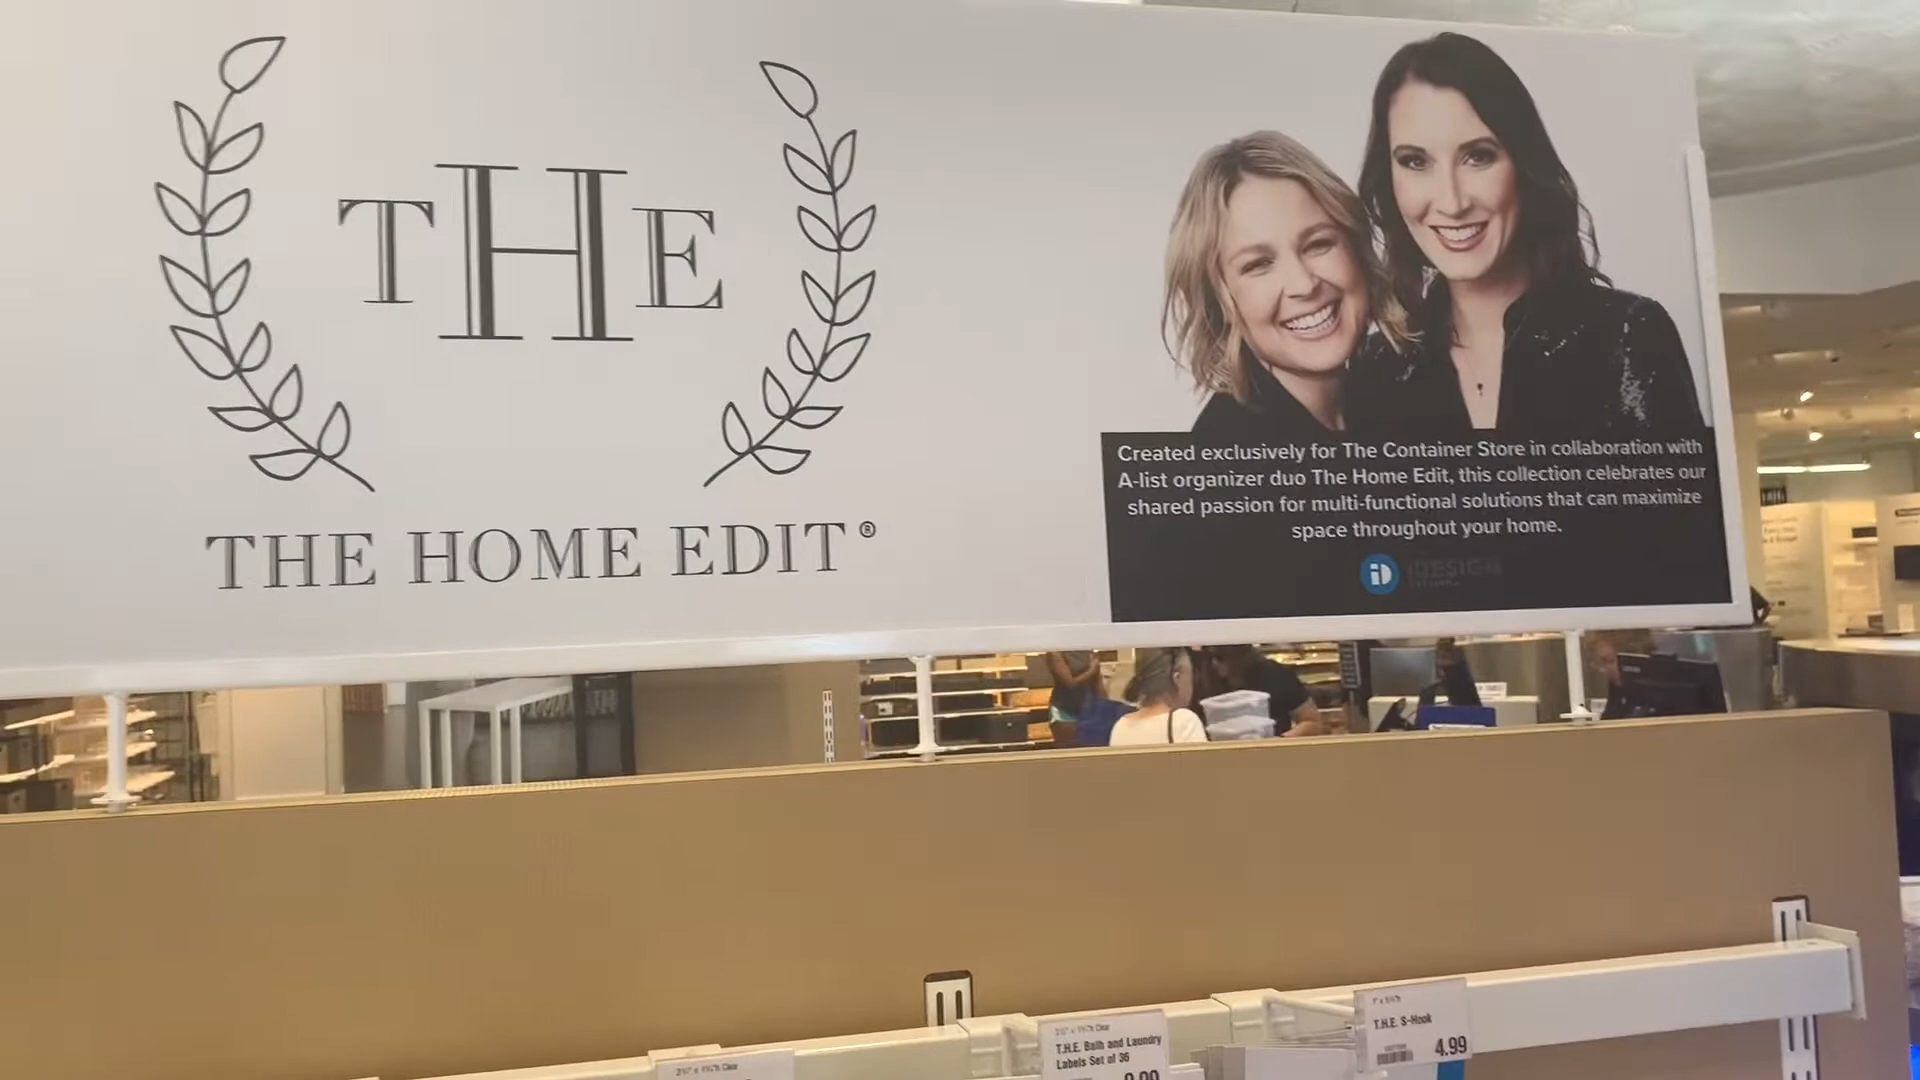 THE
THE HOME EDIT®
Created exclusively for The Container Store in collaboration with
A-list organizer duo The Home Edit, this collection celebrates our
shared passion for multi-functional solutions that can maximize
space throughout your home.
iD DESIGN
T.H.E. S-Hook
4.99
T.H.E. Bath and Laundry
Labels Set of 36